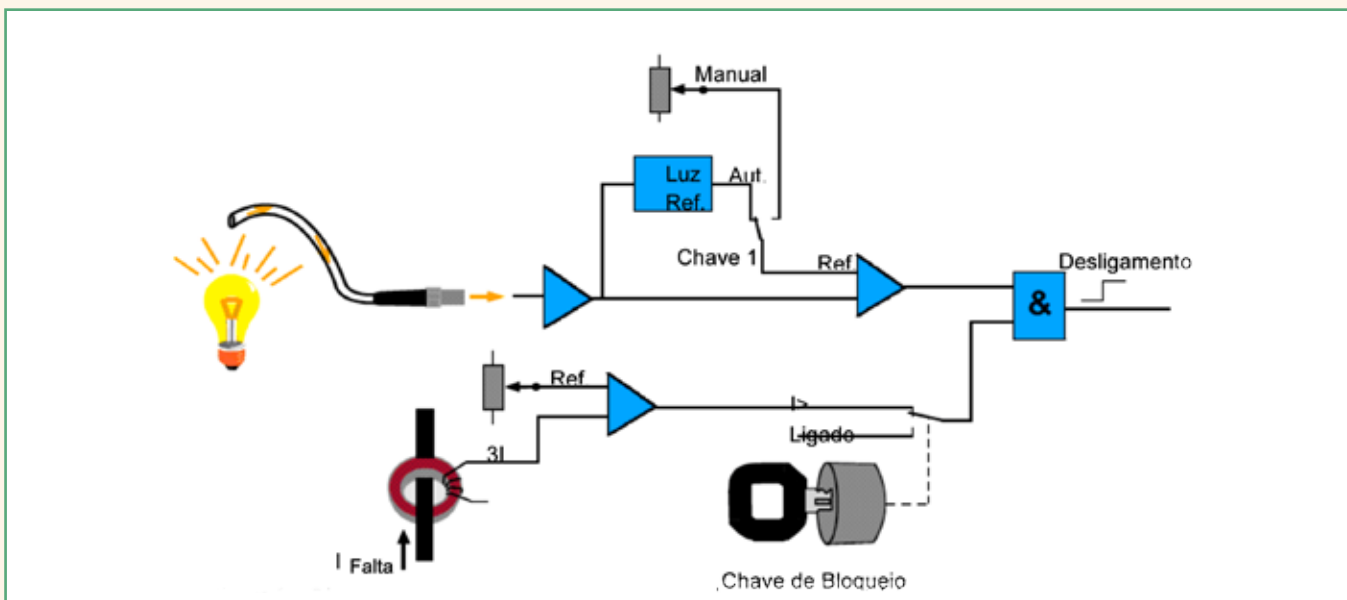 Manual
Luz
Ref.
Aut.
Chave 1
Ref.
Desligamento
&
Ref
I>
Ligado
3I
I Falta
Chave de Bloqueio